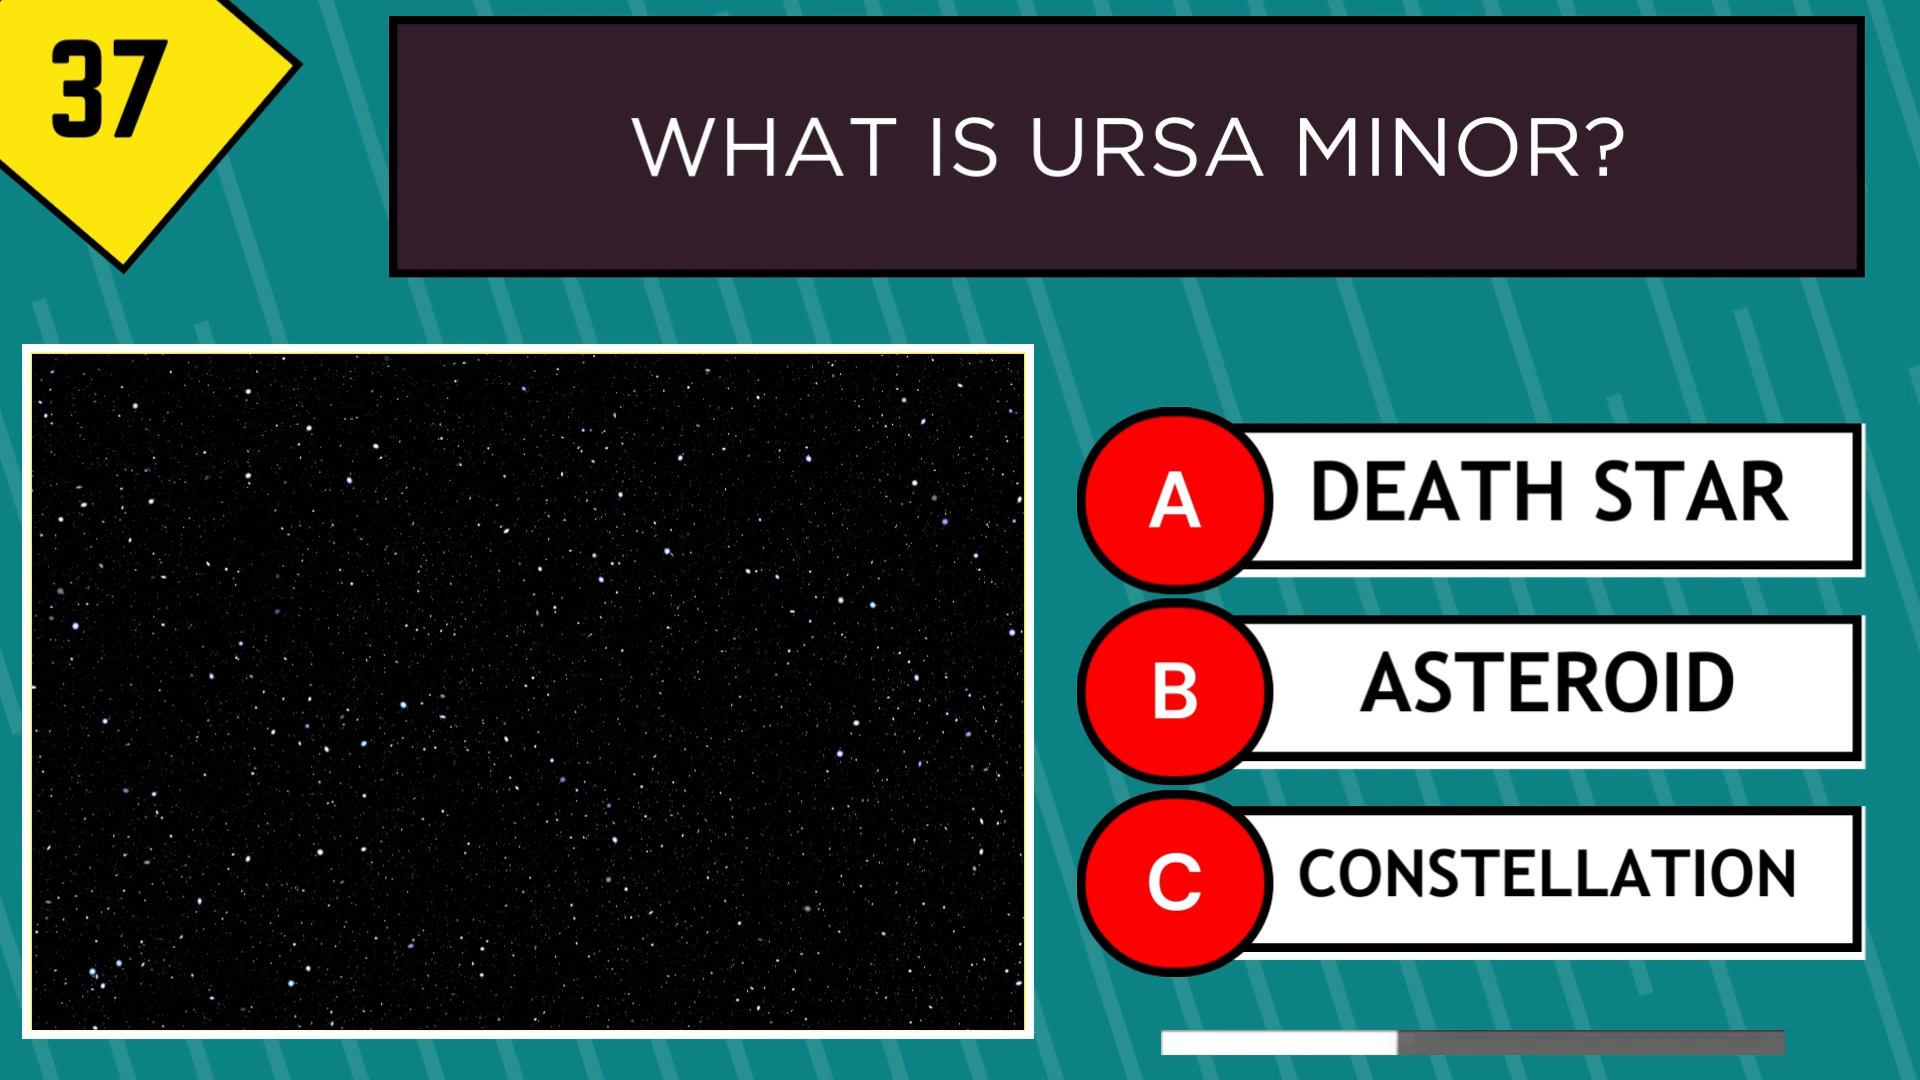 37
WHAT IS URSA MINOR?
A DEATH STAR
B ASTEROID
C CONSTELLATION